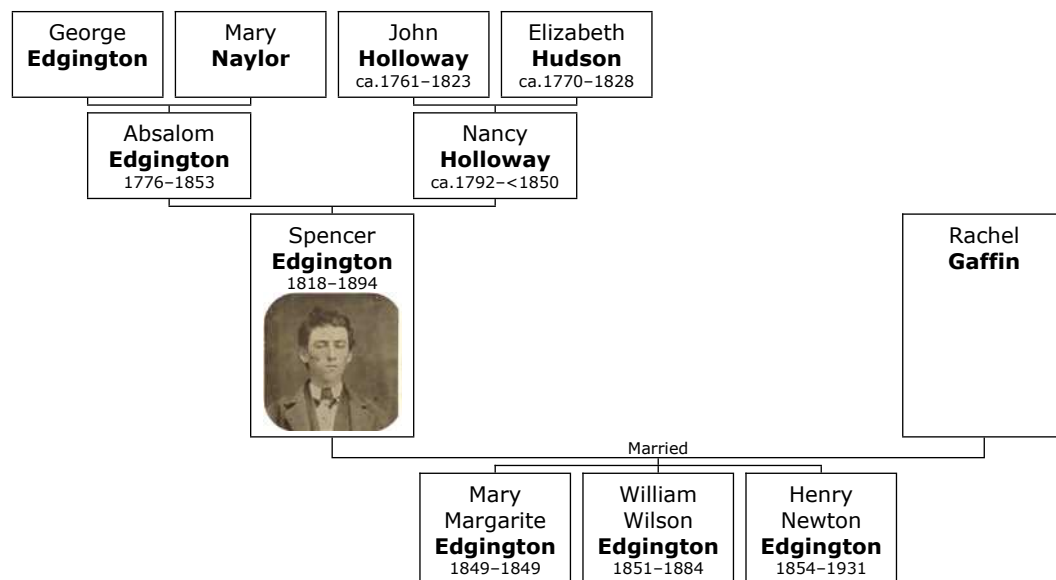 George
Edgington
Mary
Naylor
John
Holloway
ca.1761–1823
Elizabeth
Hudson
ca.1770–1828
Absalom
Edgington
1776–1853
Nancy
Holloway
ca.1792–<1850
Spencer
Edgington
1818–1894
Rachel
Gaffin
Married
Mary
Margarite
Edgington
1849–1849
William
Wilson
Edgington
1851–1884
Henry
Newton
Edgington
1854–1931